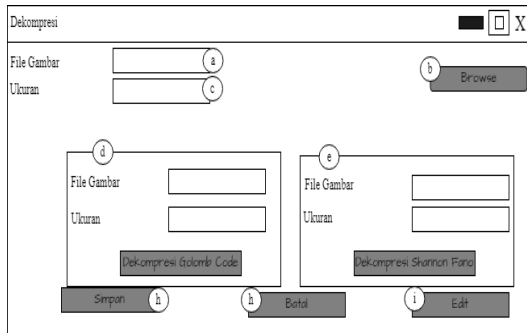 Dekompresi X
File Gambar a
b Browse
Ukuran c
d
File Gambar
Ukuran
Dekompresi Golomb Code
e
File Gambar
Ukuran
Dekompresi Shannon Fano
Simpan h
h Batal
i Edit